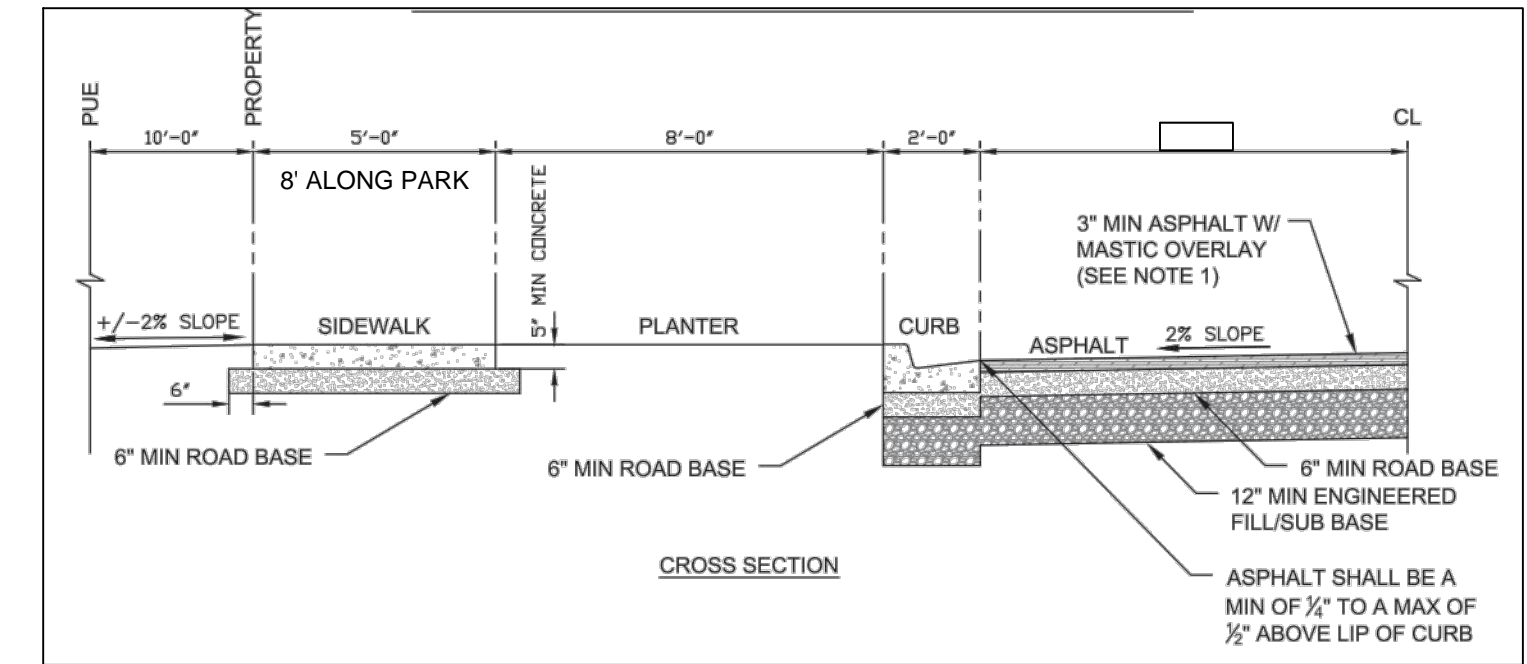 PUE
PROPERTY
CL
10'-0"
5'-0"
8'-0"
2'-0"
8' ALONG PARK
5" MIN CONCRETE
3" MIN ASPHALT W/
MASTIC OVERLAY
(SEE NOTE 1)
+/-2% SLOPE
SIDEWALK
PLANTER
CURB
ASPHALT
2% SLOPE
6"
6" MIN ROAD BASE
6" MIN ROAD BASE
6" MIN ROAD BASE
12" MIN ENGINEERED
FILL/SUB BASE
CROSS SECTION
ASPHALT SHALL BE A
MIN OF ¼" TO A MAX OF
½" ABOVE LIP OF CURB